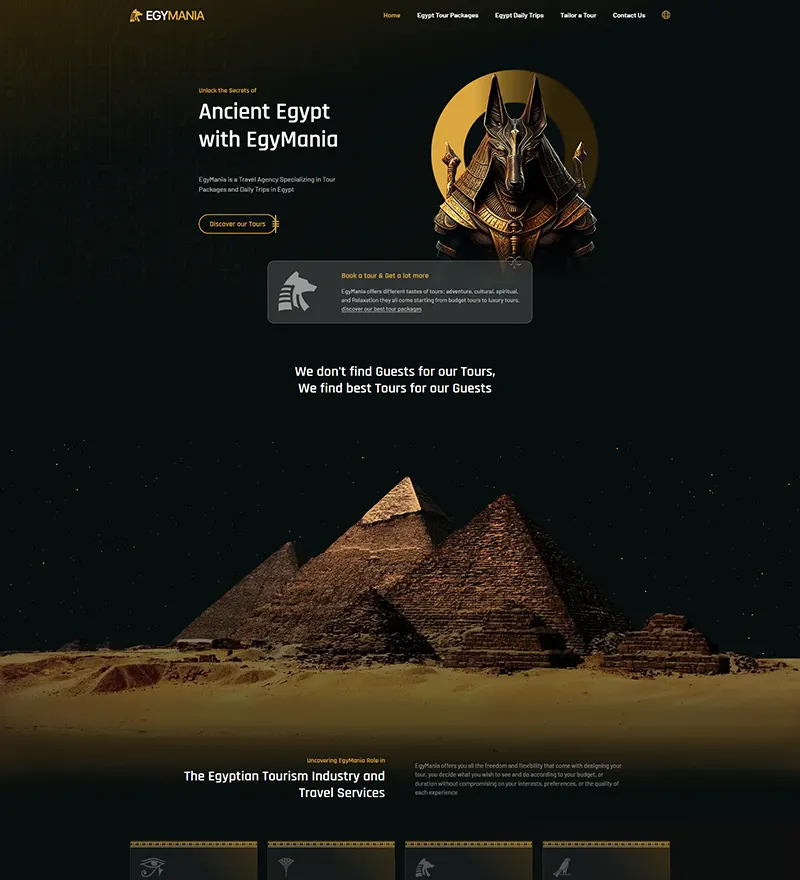 EGYMANIA
Home Egypt Tour Packages Egypt Daily Trips Tailor a Tour Contact Us
Unlock the Secrets of
Ancient Egypt
with EgyMania
EgyMania is a Travel Agency Specializing in Tour
Packages and Daily Trips in Egypt
Discover our Tours
Book a tour & Get a lot more
EgyMania offers different tastes of tours: adventure, cultural, spiritual,
and Relaxation they all come starting from budget tours to luxury tours.
discover our best tour packages
We don't find Guests for our Tours,
We find best Tours for our Guests
Uncovering EgyMania Role in
The Egyptian Tourism Industry and
Travel Services
EgyMania offers you all the freedom and flexibility that come with designing your
tour, you decide what you wish to see and do according to your budget, or
duration without compromising on your interests, preferences, or the quality of
each experience